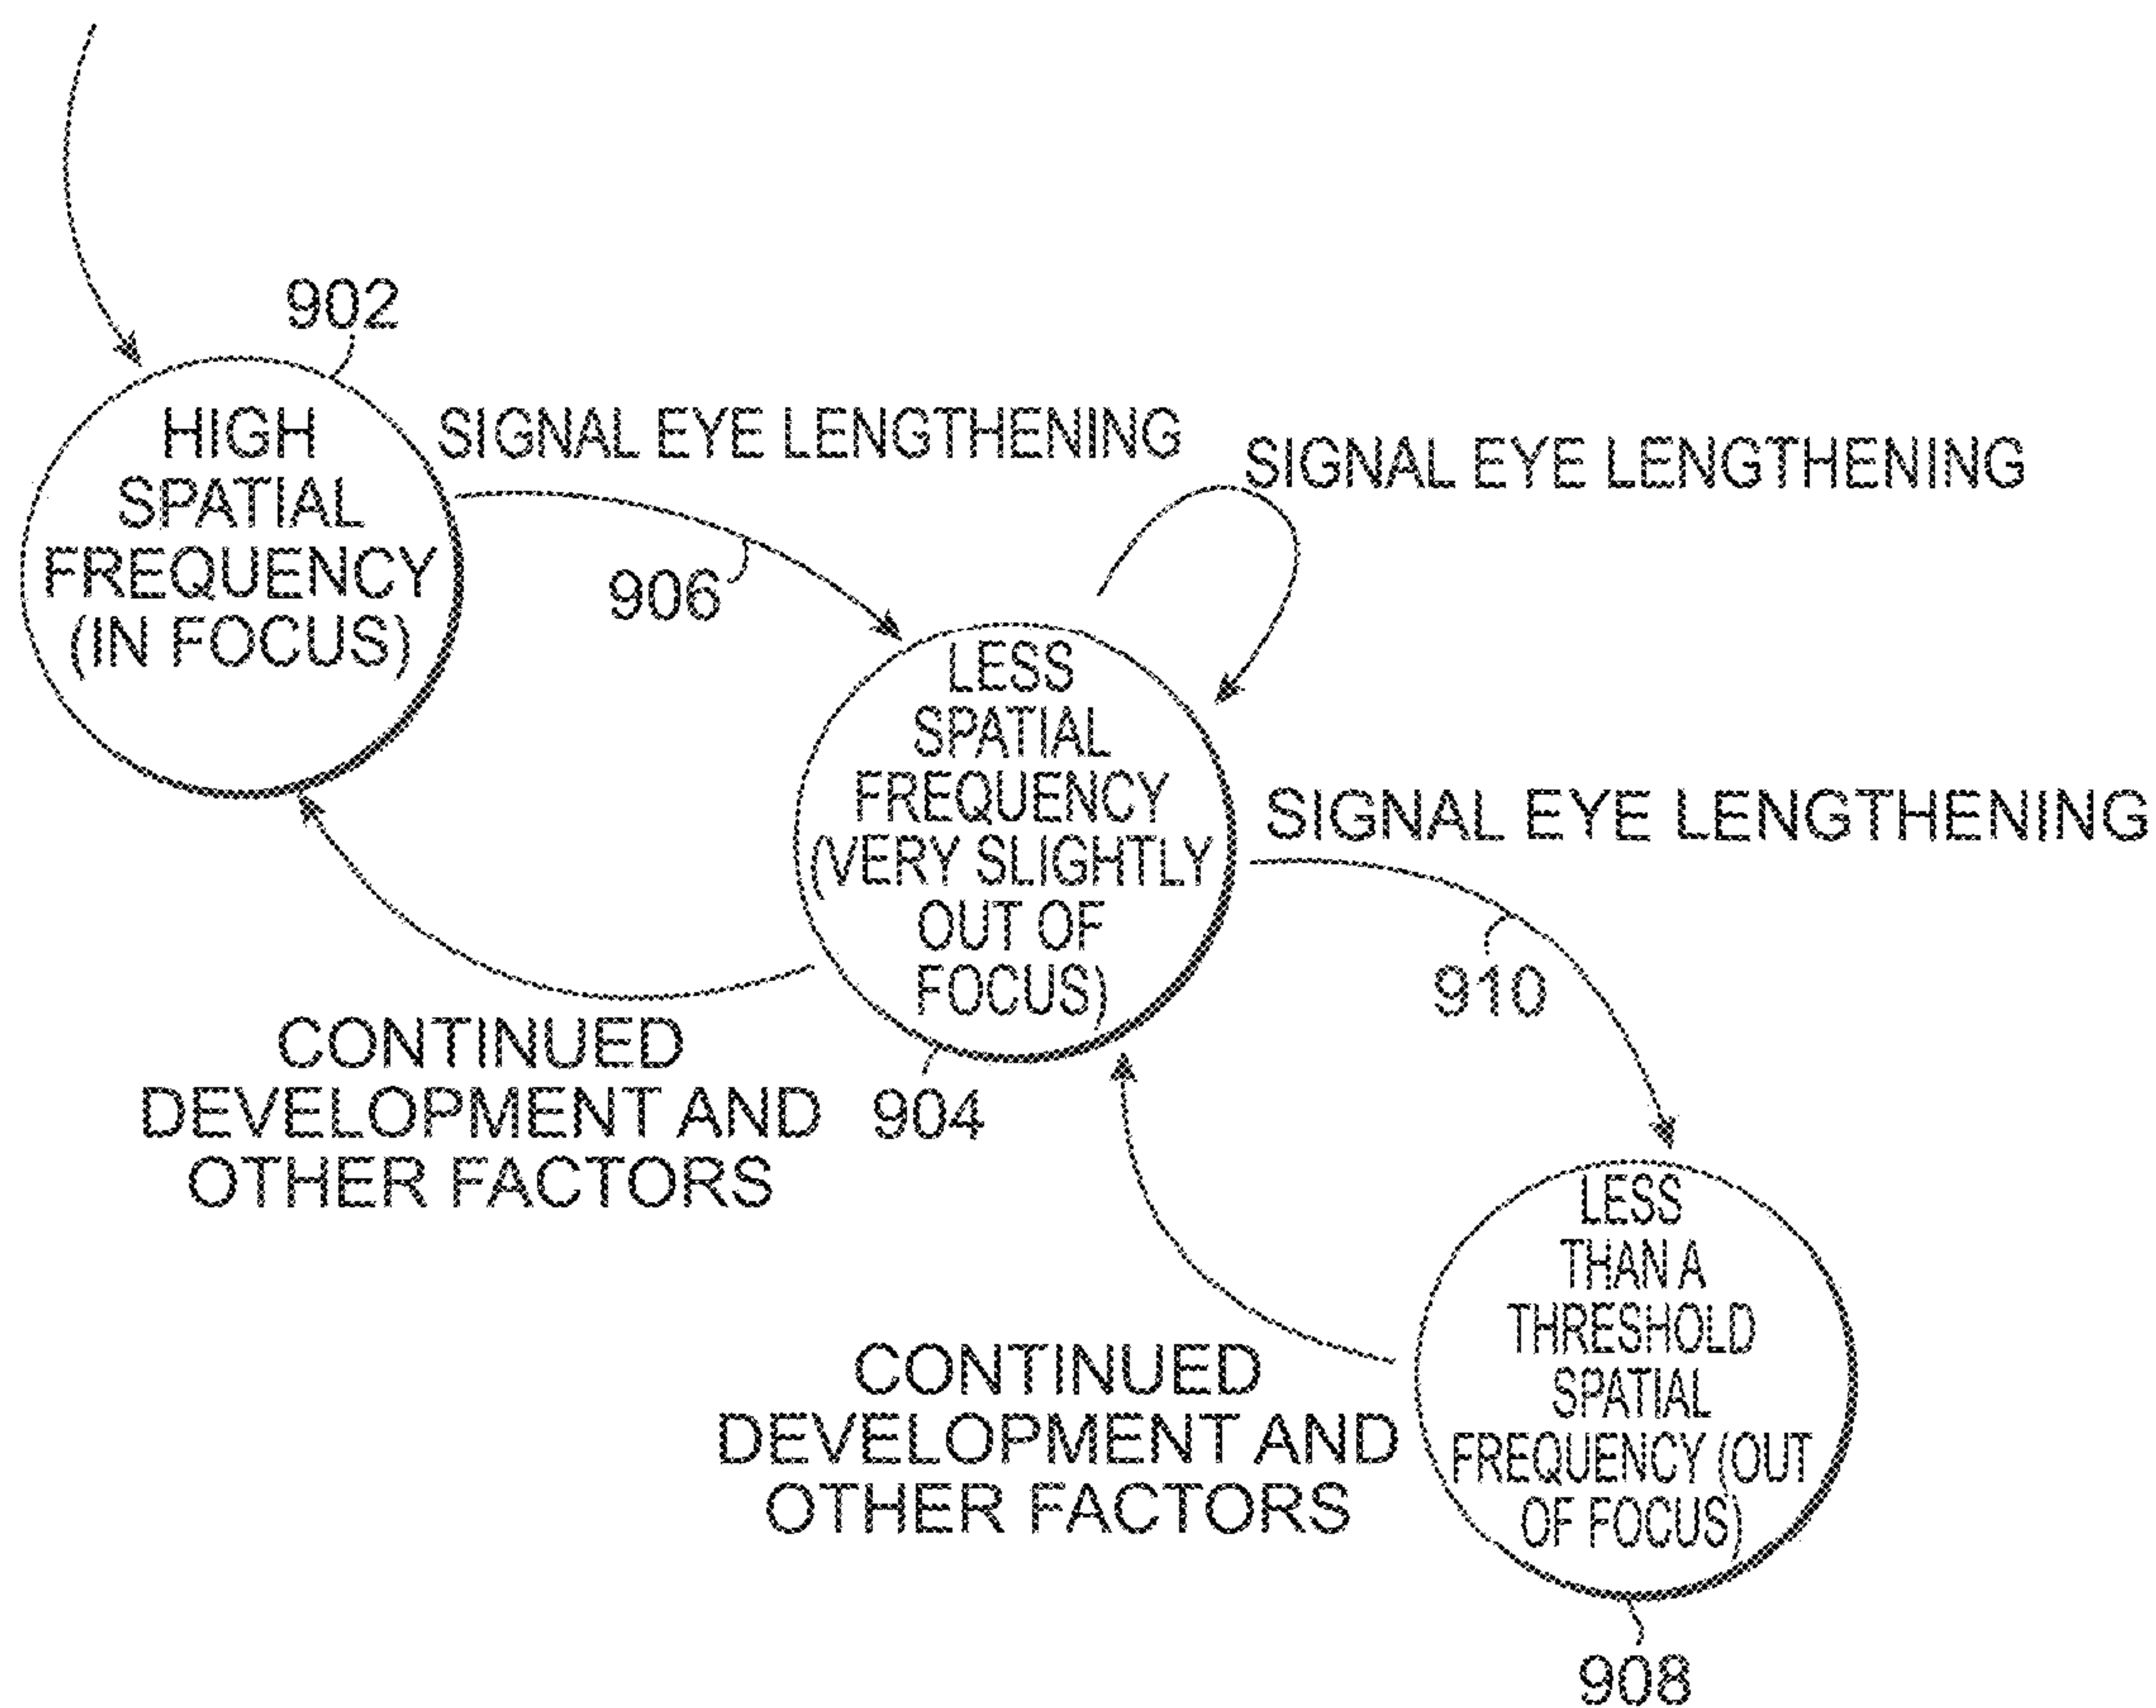 902
HIGH
SPATIAL
FREQUENCY
(IN FOCUS)
SIGNAL EYE LENGTHENING
906
SIGNAL EYE LENGTHENING
LESS
SPATIAL
FREQUENCY
(VERY SLIGHTLY
OUT OF
FOCUS)
904
SIGNAL EYE LENGTHENING
910
CONTINUED
DEVELOPMENT AND
OTHER FACTORS
LESS
THAN A
THRESHOLD
SPATIAL
FREQUENCY (OUT
OF FOCUS)
908
CONTINUED
DEVELOPMENT AND
OTHER FACTORS